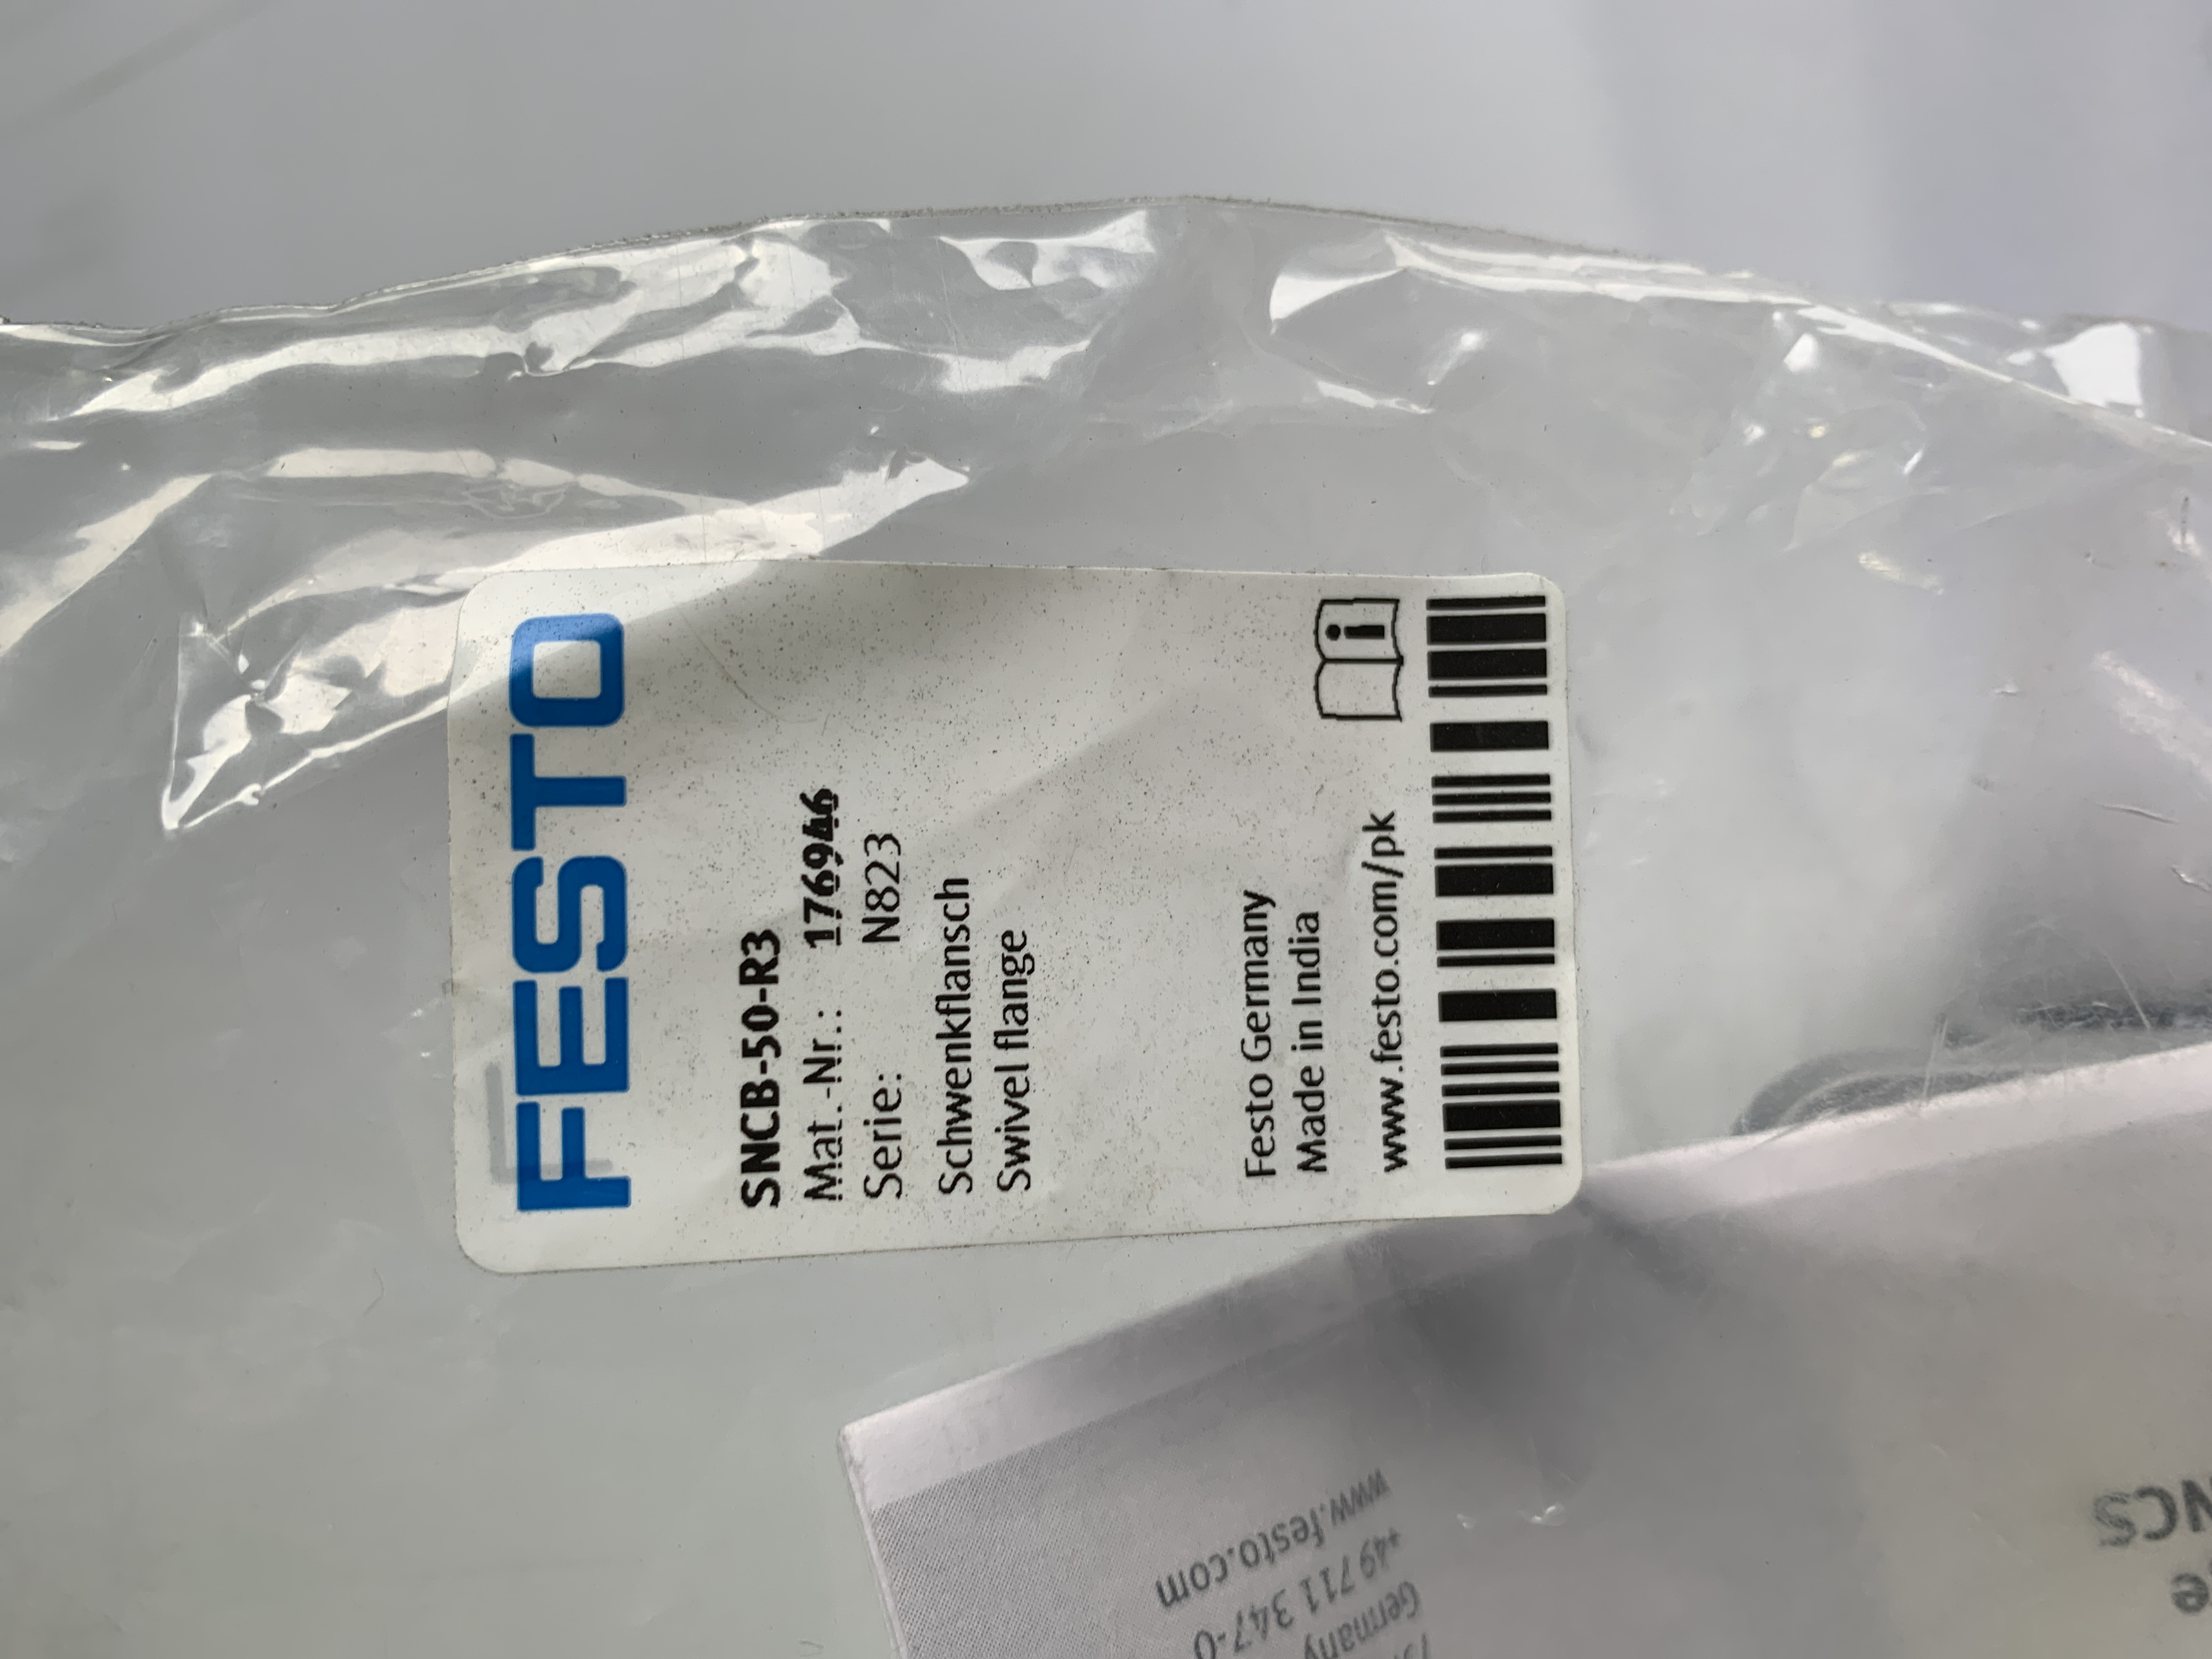 FESTO
SNCB-50-R3
Mat.-Nr.: 176946
Serie: N823
Schwenkflansch
Swivel flange
Festo Germany
Made in India
www.festo.com/pk
i
www.festo.com
+49 711 347-0
Germany